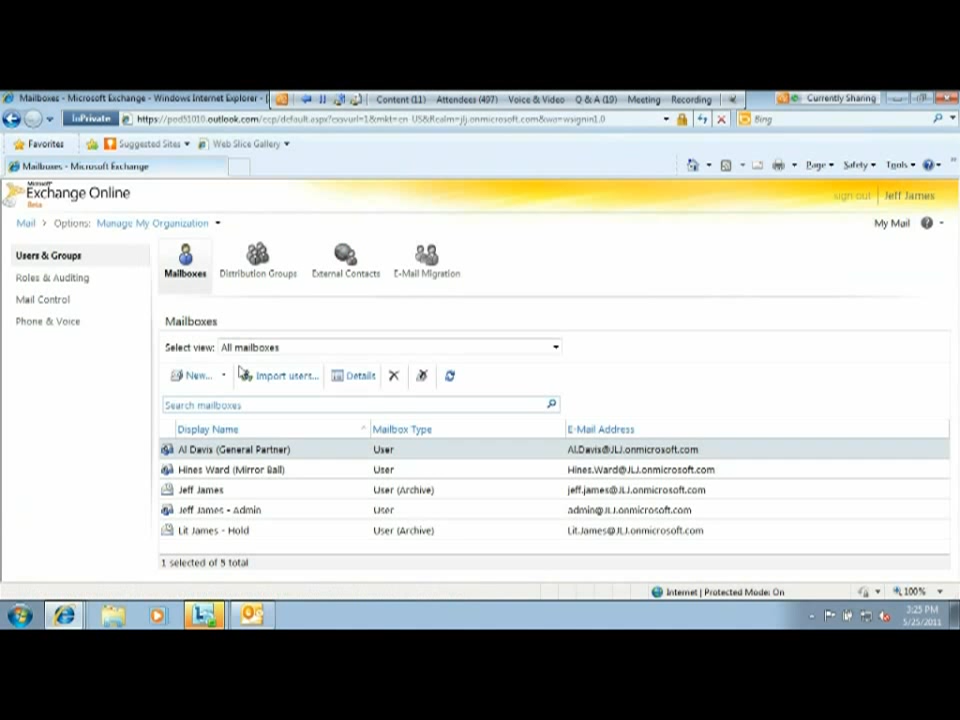 Mailboxes - Microsoft Exchange - Windows Internet Explorer - [
Content (11) Attendees (497) Voice & Video Q & A (19) Meeting Recording
Currently Sharing
InPrivate
Bing
Favorites Suggested Sites Web Slice Gallery
Mailboxes - Microsoft Exchange
Page Safety Tools
Microsoft
Exchange Online
Beta
sign out Jeff James
Mail > Options: Manage My Organization
My Mail
Users & Groups
Roles & Auditing
Mail Control
Phone & Voice
Mailboxes Distribution Groups External Contacts E-Mail Migration
Mailboxes
Select view: All mailboxes
New... Import users... Details
Search mailboxes
Display Name Mailbox Type E-Mail Address
Al Davis (General Partner) User Al.Davis@JLJ.onmicrosoft.com
Hines Ward (Mirror Ball) User Hines.Ward@JLJ.onmicrosoft.com
Jeff James User (Archive) jeff.james@JLJ.onmicrosoft.com
Jeff James - Admin User admin@JLJ.onmicrosoft.com
Lit James - Hold User (Archive) Lit.James@JLJ.onmicrosoft.com
1 selected of 5 total
Internet | Protected Mode: On
100%
3:25 PM
5/25/2011